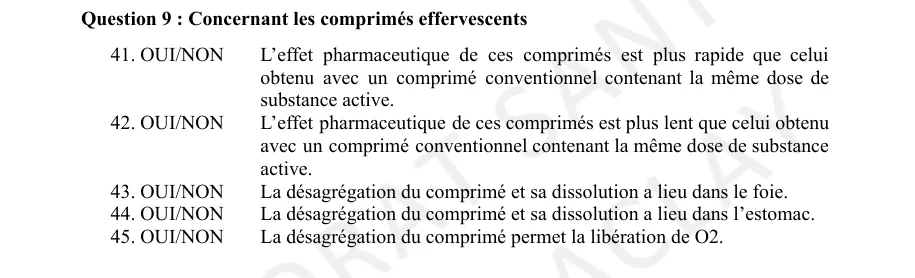 Question 9 : Concernant les comprimés effervescents
41. OUI/NON L’effet pharmaceutique de ces comprimés est plus rapide que celui
obtenu avec un comprimé conventionnel contenant la même dose de
substance active.
42. OUI/NON L’effet pharmaceutique de ces comprimés est plus lent que celui obtenu
avec un comprimé conventionnel contenant la même dose de substance
active.
43. OUI/NON La désagrégation du comprimé et sa dissolution a lieu dans le foie.
44. OUI/NON La désagrégation du comprimé et sa dissolution a lieu dans l’estomac.
45. OUI/NON La désagrégation du comprimé permet la libération de O2.